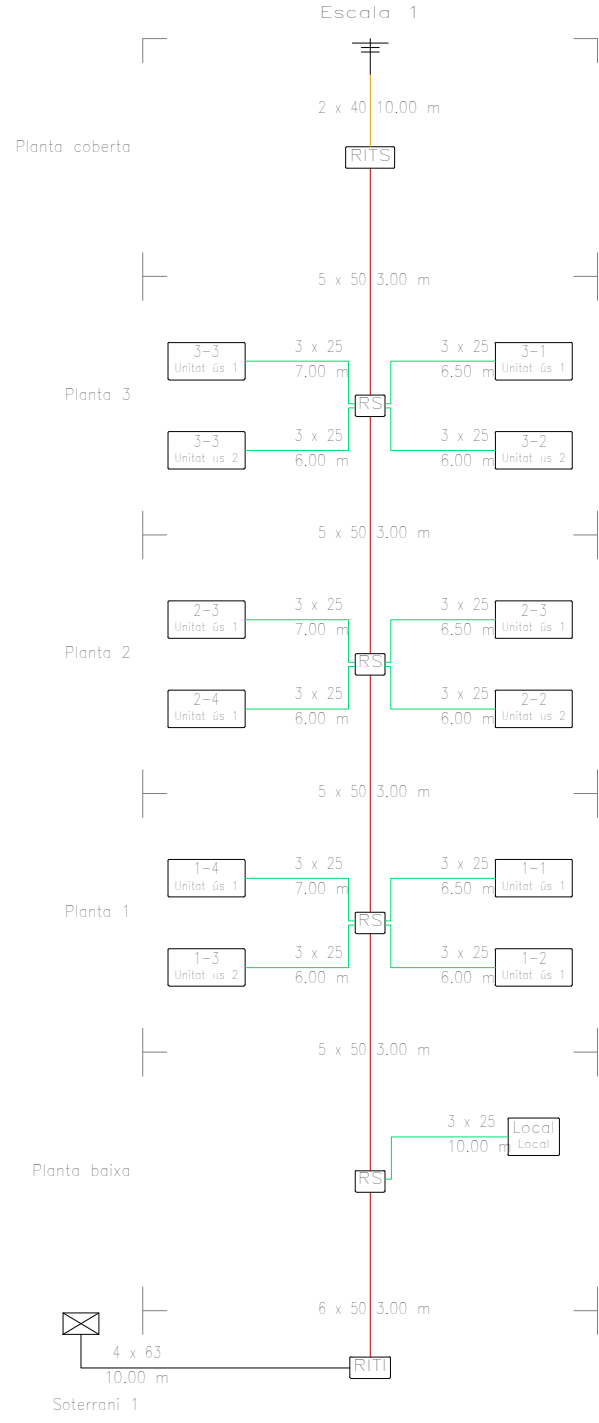 Escala 1
2 x 40 10.00 m
Planta coberta
RITS
5 x 50 3.00 m
3-3
Unitat ús 1
3 x 25
7.00 m
3 x 25
6.50 m
3-1
Unitat ús 1
Planta 3
RS
3-3
Unitat us 2
3 x 25
6.00 m
3 x 25
6.00 m
3-2
Unitat us 2
5 x 50 3.00 m
2-3
Unitat ús 1
3 x 25
7.00 m
3 x 25
6.50 m
2-3
Unitat ús 1
Planta 2
RS
2-4
Unitat ús 1
3 x 25
6.00 m
3 x 25
6.00 m
2-2
Unitat us 2
5 x 50 3.00 m
1-4
Unitat ús 1
3 x 25
7.00 m
3 x 25
6.50 m
1-1
Unitat ús 1
Planta 1
RS
1-3
Unitat us 2
3 x 25
6.00 m
3 x 25
6.00 m
1-2
Unitat ús 1
5 x 50 3.00 m
3 x 25
10.00 m
Local
Local
Planta baixa
RS
6 x 50 3.00 m
4 x 63
10.00 m
RITI
Soterrani 1